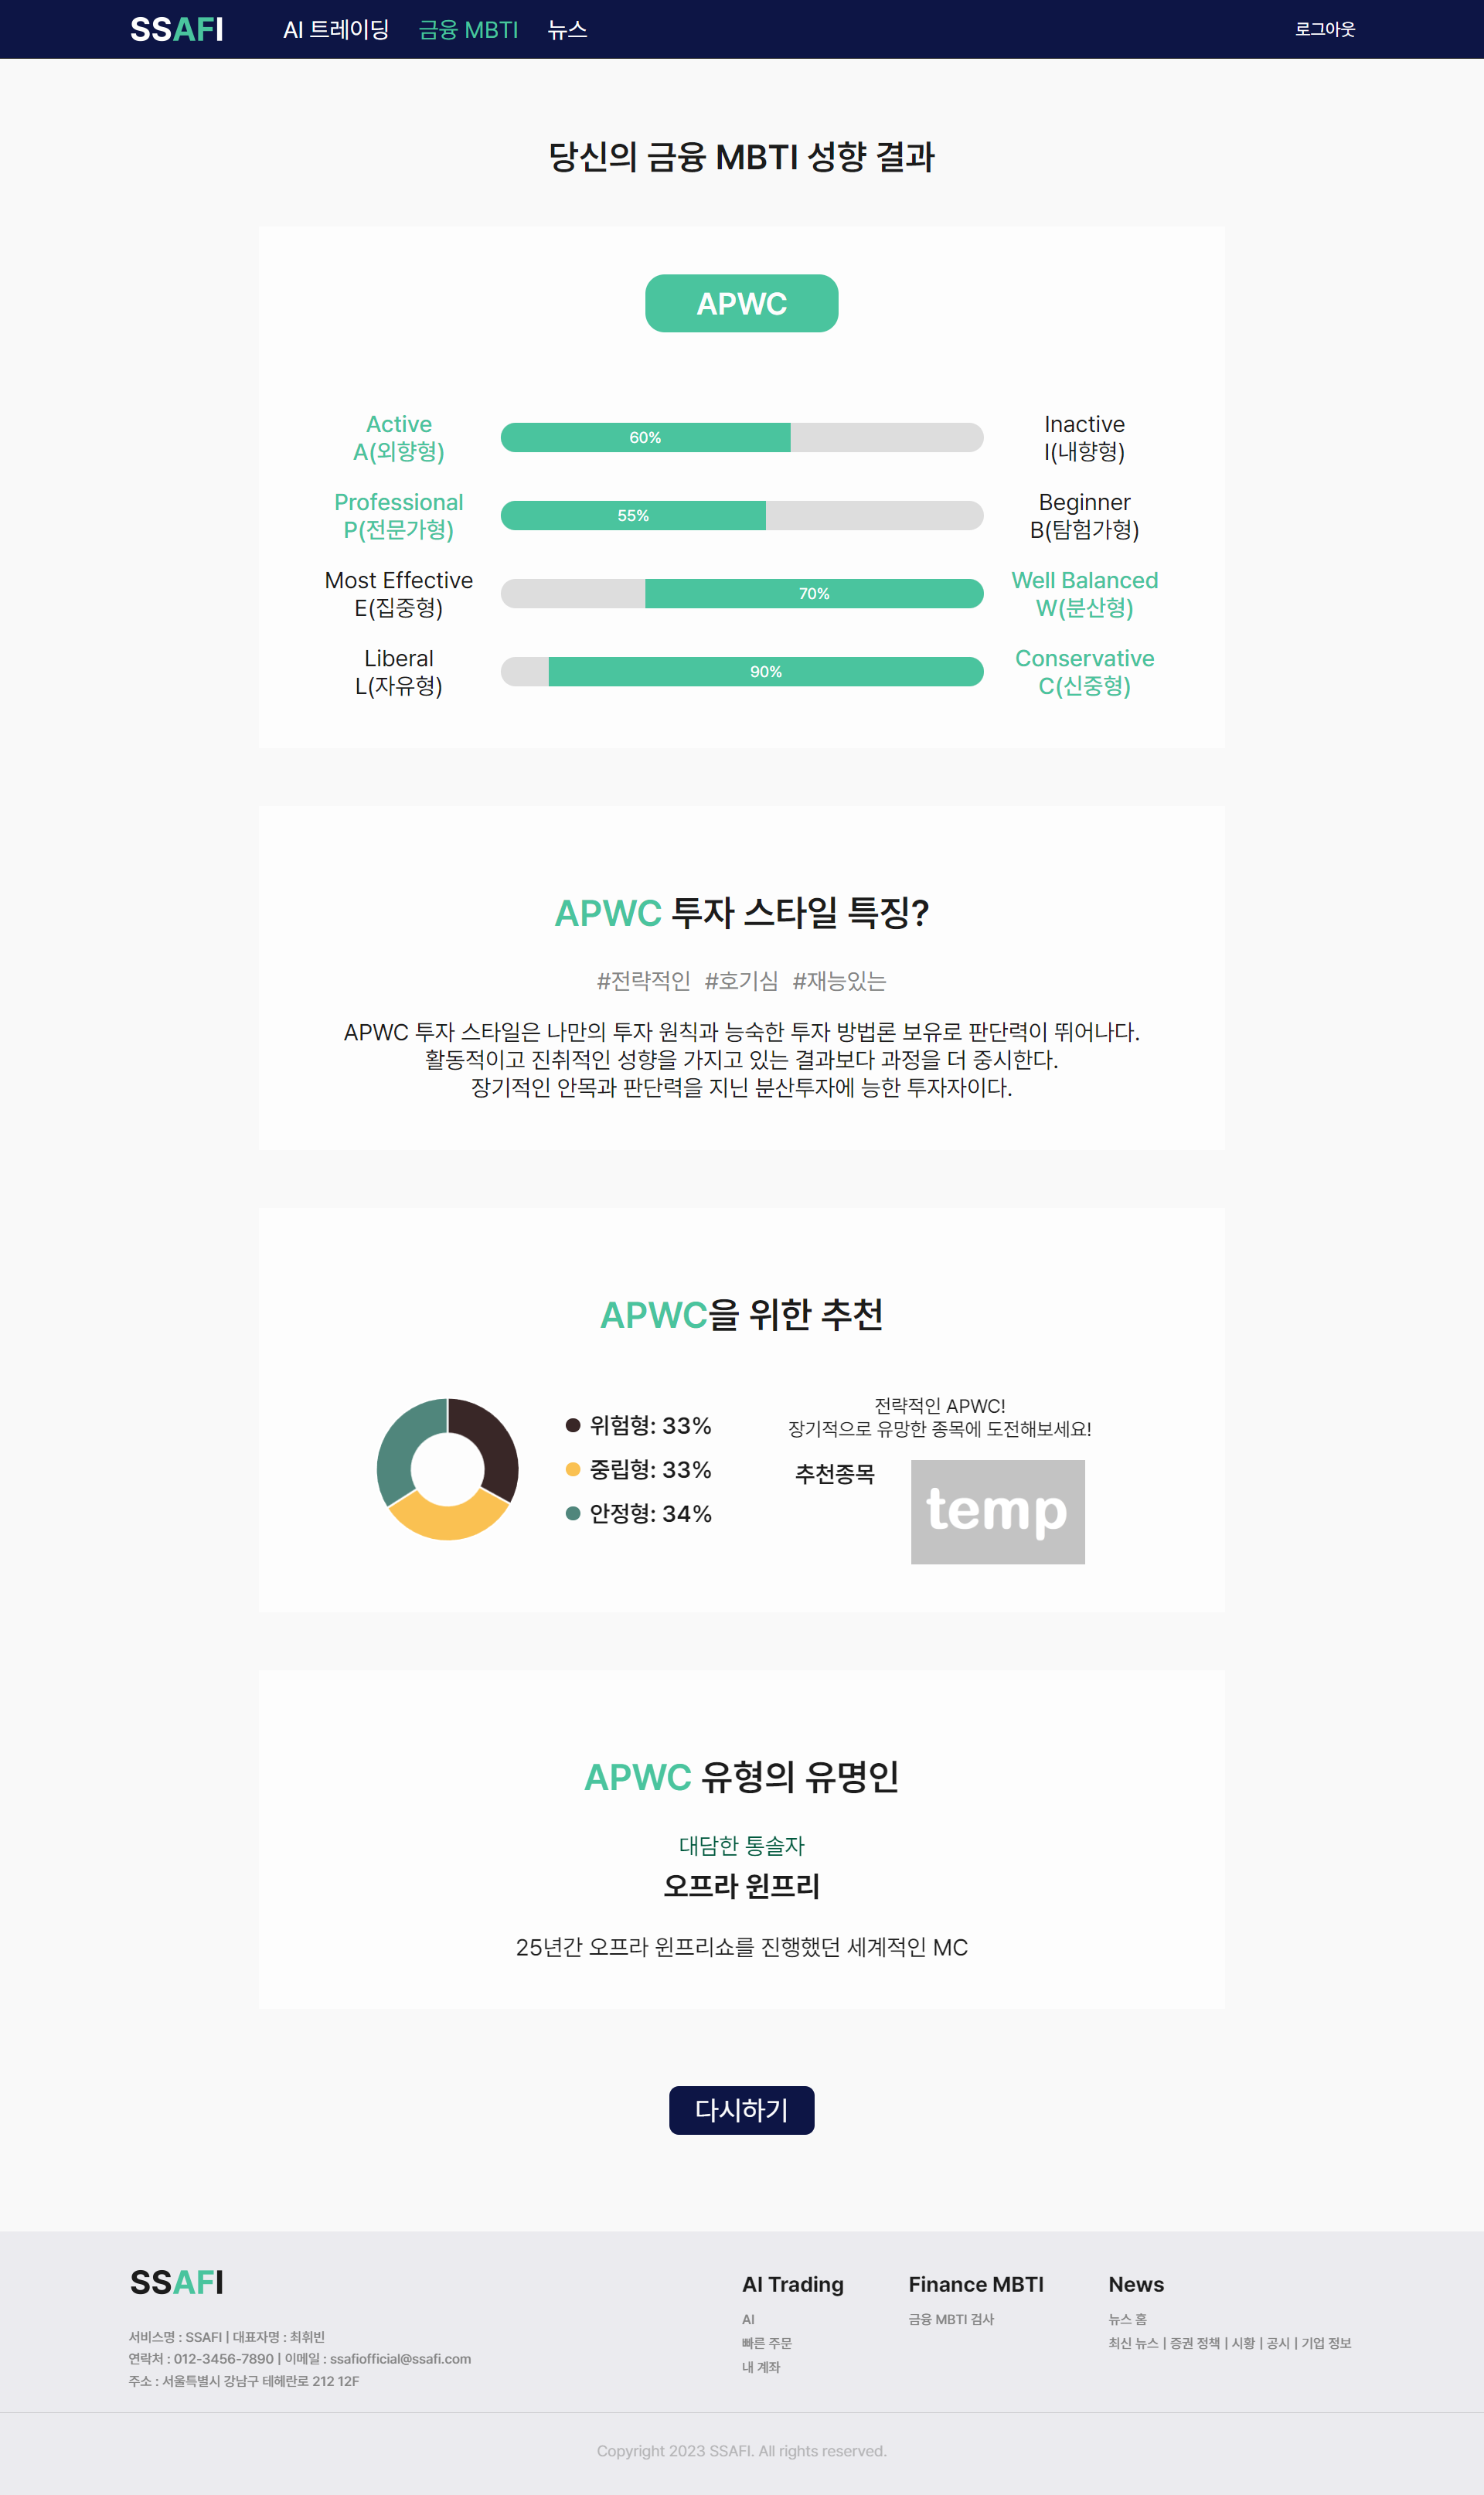 SSAFI
AI 트레이딩 금융 MBTI 뉴스
로그아웃
당신의 금융 MBTI 성향 결과
APWC
Active
A(외향형)
60%
Inactive
I(내향형)
Professional
P(전문가형)
55%
Beginner
B(탐험가형)
Most Effective
E(집중형)
70%
Well Balanced
W(분산형)
Liberal
L(자유형)
90%
Conservative
C(신중형)
APWC 투자 스타일 특징?
#전략적인 #호기심 #재능있는
APWC 투자 스타일은 나만의 투자 원칙과 능숙한 투자 방법론 보유로 판단력이 뛰어나다.
활동적이고 진취적인 성향을 가지고 있는 결과보다 과정을 더 중시한다.
장기적인 안목과 판단력을 지닌 분산투자에 능한 투자자이다.
APWC을 위한 추천
위험형: 33%
중립형: 33%
안정형: 34%
전략적인 APWC!
장기적으로 유망한 종목에 도전해보세요!
추천종목
temp
APWC 유형의 유명인
대담한 통솔자
오프라 윈프리
25년간 오프라 윈프리쇼를 진행했던 세계적인 MC
다시하기
SSAFI
서비스명 : SSAFI | 대표자명 : 최휘빈
연락처 : 012-3456-7890 | 이메일 : ssafiofficial@ssafi.com
주소 : 서울특별시 강남구 테헤란로 212 12F
AI Trading
AI
빠른 주문
내 계좌
Finance MBTI
금융 MBTI 검사
News
뉴스 홈
최신 뉴스 | 증권 정책 | 시황 | 공시 | 기업 정보
Copyright 2023 SSAFI. All rights reserved.